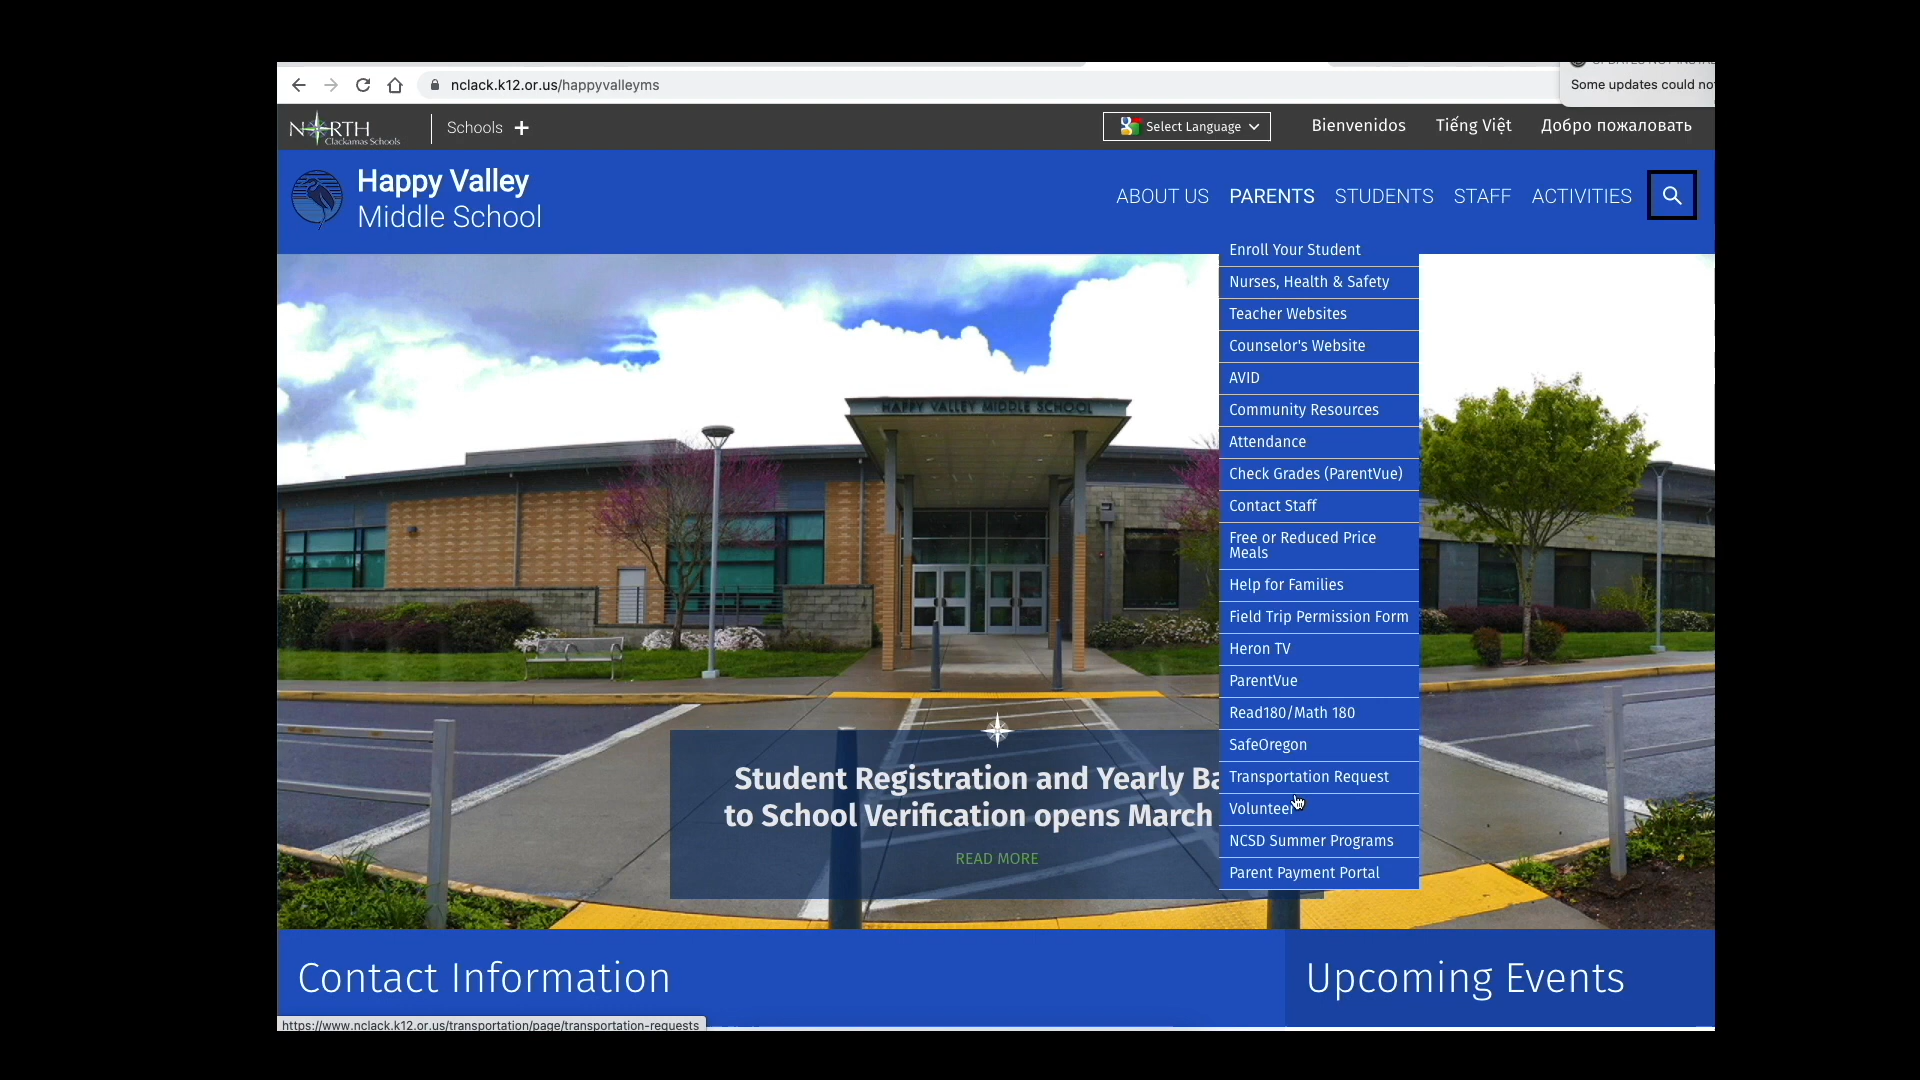 Some updates could no
nclack.k12.or.us/happyvalleyms
NORTH
Clackamas Schools
Schools +
Select Language
Bienvenidos
Tiếng Việt
Добро пожаловать
Happy Valley
Middle School
ABOUT US
PARENTS
STUDENTS
STAFF
ACTIVITIES
Enroll Your Student
Nurses, Health & Safety
Teacher Websites
Counselor's Website
AVID
Community Resources
Attendance
Check Grades (ParentVue)
Contact Staff
Free or Reduced Price
Meals
Help for Families
Field Trip Permission Form
Heron TV
ParentVue
Read180/Math 180
SafeOregon
Transportation Request
Volunteer
NCSD Summer Programs
Parent Payment Portal
HAPPY VALLEY MIDDLE SCHOOL
Student Registration and Yearly Ba
to School Verification opens March
READ MORE
Contact Information
Upcoming Events
https://www.nclack.k12.or.us/transportation/page/transportation-requests